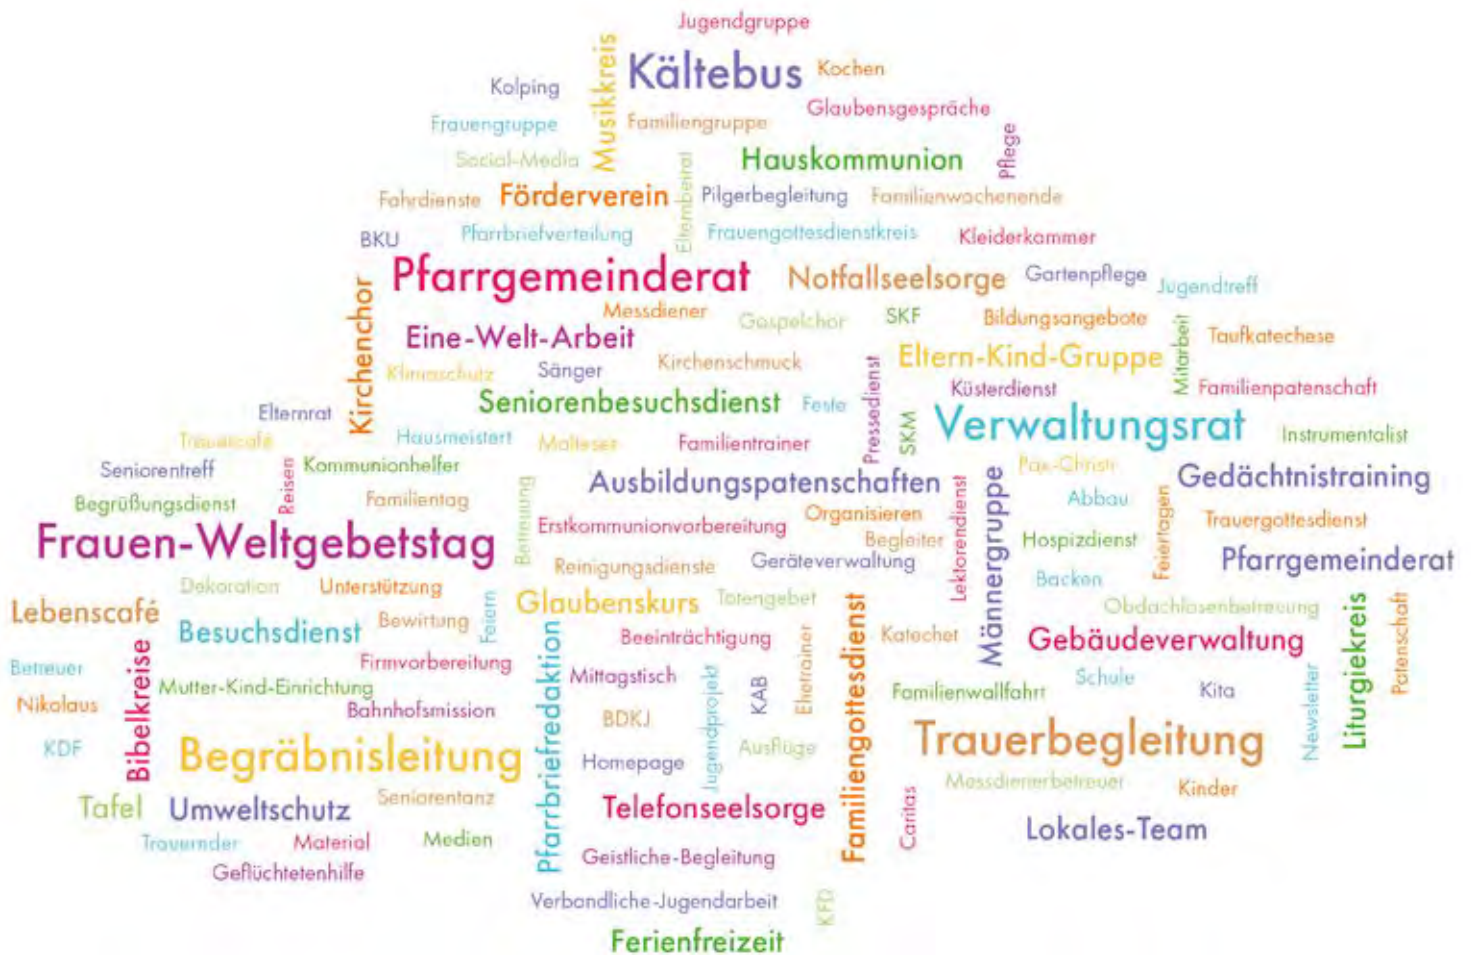 Jugendgruppe
Kältebus
Kochen
Musikkreis
Kolping
Glaubensgespräche
Frauengruppe
Familiengruppe
Pflege
Social-Media
Hauskommunion
Elternbeirat
Fahrdienste
Förderverein
Pilgerbegleitung
Familienwochenende
BKU
Pfarrbriefverteilung
Frauengottesdienstkreis
Kleiderkammer
Pfarrgemeinderat
Notfallseelsorge
Gartenpflege
Jugendtreff
Kirchenchor
Messdiener
Gospelchor
SKF
Bildungsangebote
Mitarbeit
Taufkatechese
Eine-Welt-Arbeit
Kirchenschmuck
Pressedienst
Eltern-Kind-Gruppe
Klimaschutz
Sänger
Küsterdienst
Familienpatenschaft
Elternrat
Seniorenbesuchsdienst
Feste
SKM
Verwaltungsrat
Instrumentalist
Trauercafé
Hausmeistert
Malteser
Familientrainer
Seniorentreff
Reisen
Kommunionhelfer
Ausbildungspatenschaften
Pax-Christi
Gedächtnistraining
Begrüßungsdienst
Familientag
Betreuung
Lektorendienst
Männergruppe
Abbau
Feiertagen
Frauen-Weltgebetstag
Erstkommunionvorbereitung
Organisieren
Begleiter
Trauergottesdienst
Hospizdienst
Reinigungsdienste
Geräteverwaltung
Pfarrgemeinderat
Dekoration
Unterstützung
Feiern
Backen
Lebenscafé
Glaubenskurs
Totengebet
Familiengottesdienst
Obdachlosenbetreuung
Liturgiekreis
Patenschaft
Besuchsdienst
Bewirtung
Pfarrbriefredaktion
Beeinträchtigung
Ehetrainer
Katechet
Gebäudeverwaltung
Betreuer
Bibelkreise
Firmvorbereitung
Mittagstisch
Jugendprojekt
KAB
Schule
Newsletter
Nikolaus
Mutter-Kind-Einrichtung
Familienwallfahrt
Kita
Bahnhofsmission
BDKJ
KDF
Begräbnisleitung
Homepage
Ausflüge
Trauerbegleitung
Tafel
Umweltschutz
Seniorentanz
Telefonseelsorge
Caritas
Messdienerbetreuer
Kinder
Trauernder
Material
Medien
Lokales-Team
Geflüchtetenhilfe
Geistliche-Begleitung
Verbandliche-Jugendarbeit
KFD
Ferienfreizeit